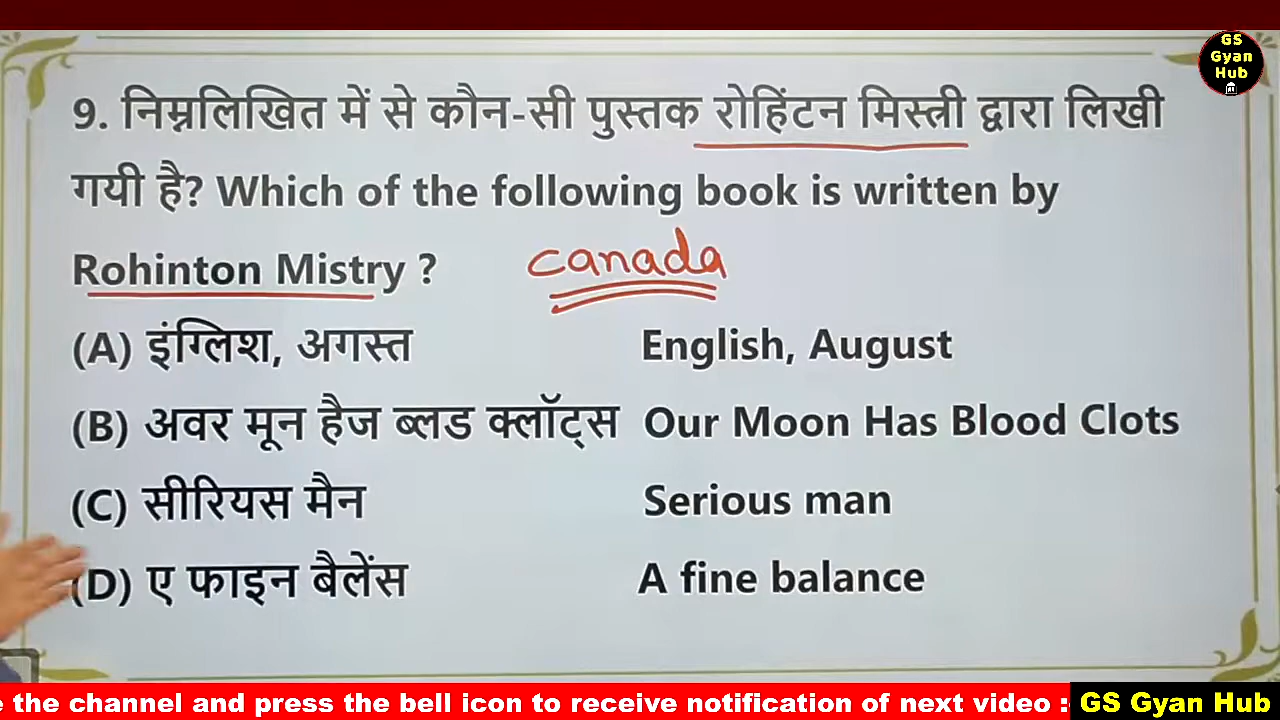 GS
Gyan
Hub
9. निम्नलिखित में से कौन-सी पुस्तक रोहिंटन मिस्त्री द्वारा लिखी
गयी है? Which of the following book is written by
Rohinton Mistry ? canada
(A) इंग्लिश, अगस्त English, August
(B) अवर मून हैज ब्लड क्लॉट्स Our Moon Has Blood Clots
(C) सीरियस मैन Serious man
(D) ए फाइन बैलेंस A fine balance
the channel and press the bell icon to receive notification of next video : GS Gyan Hub